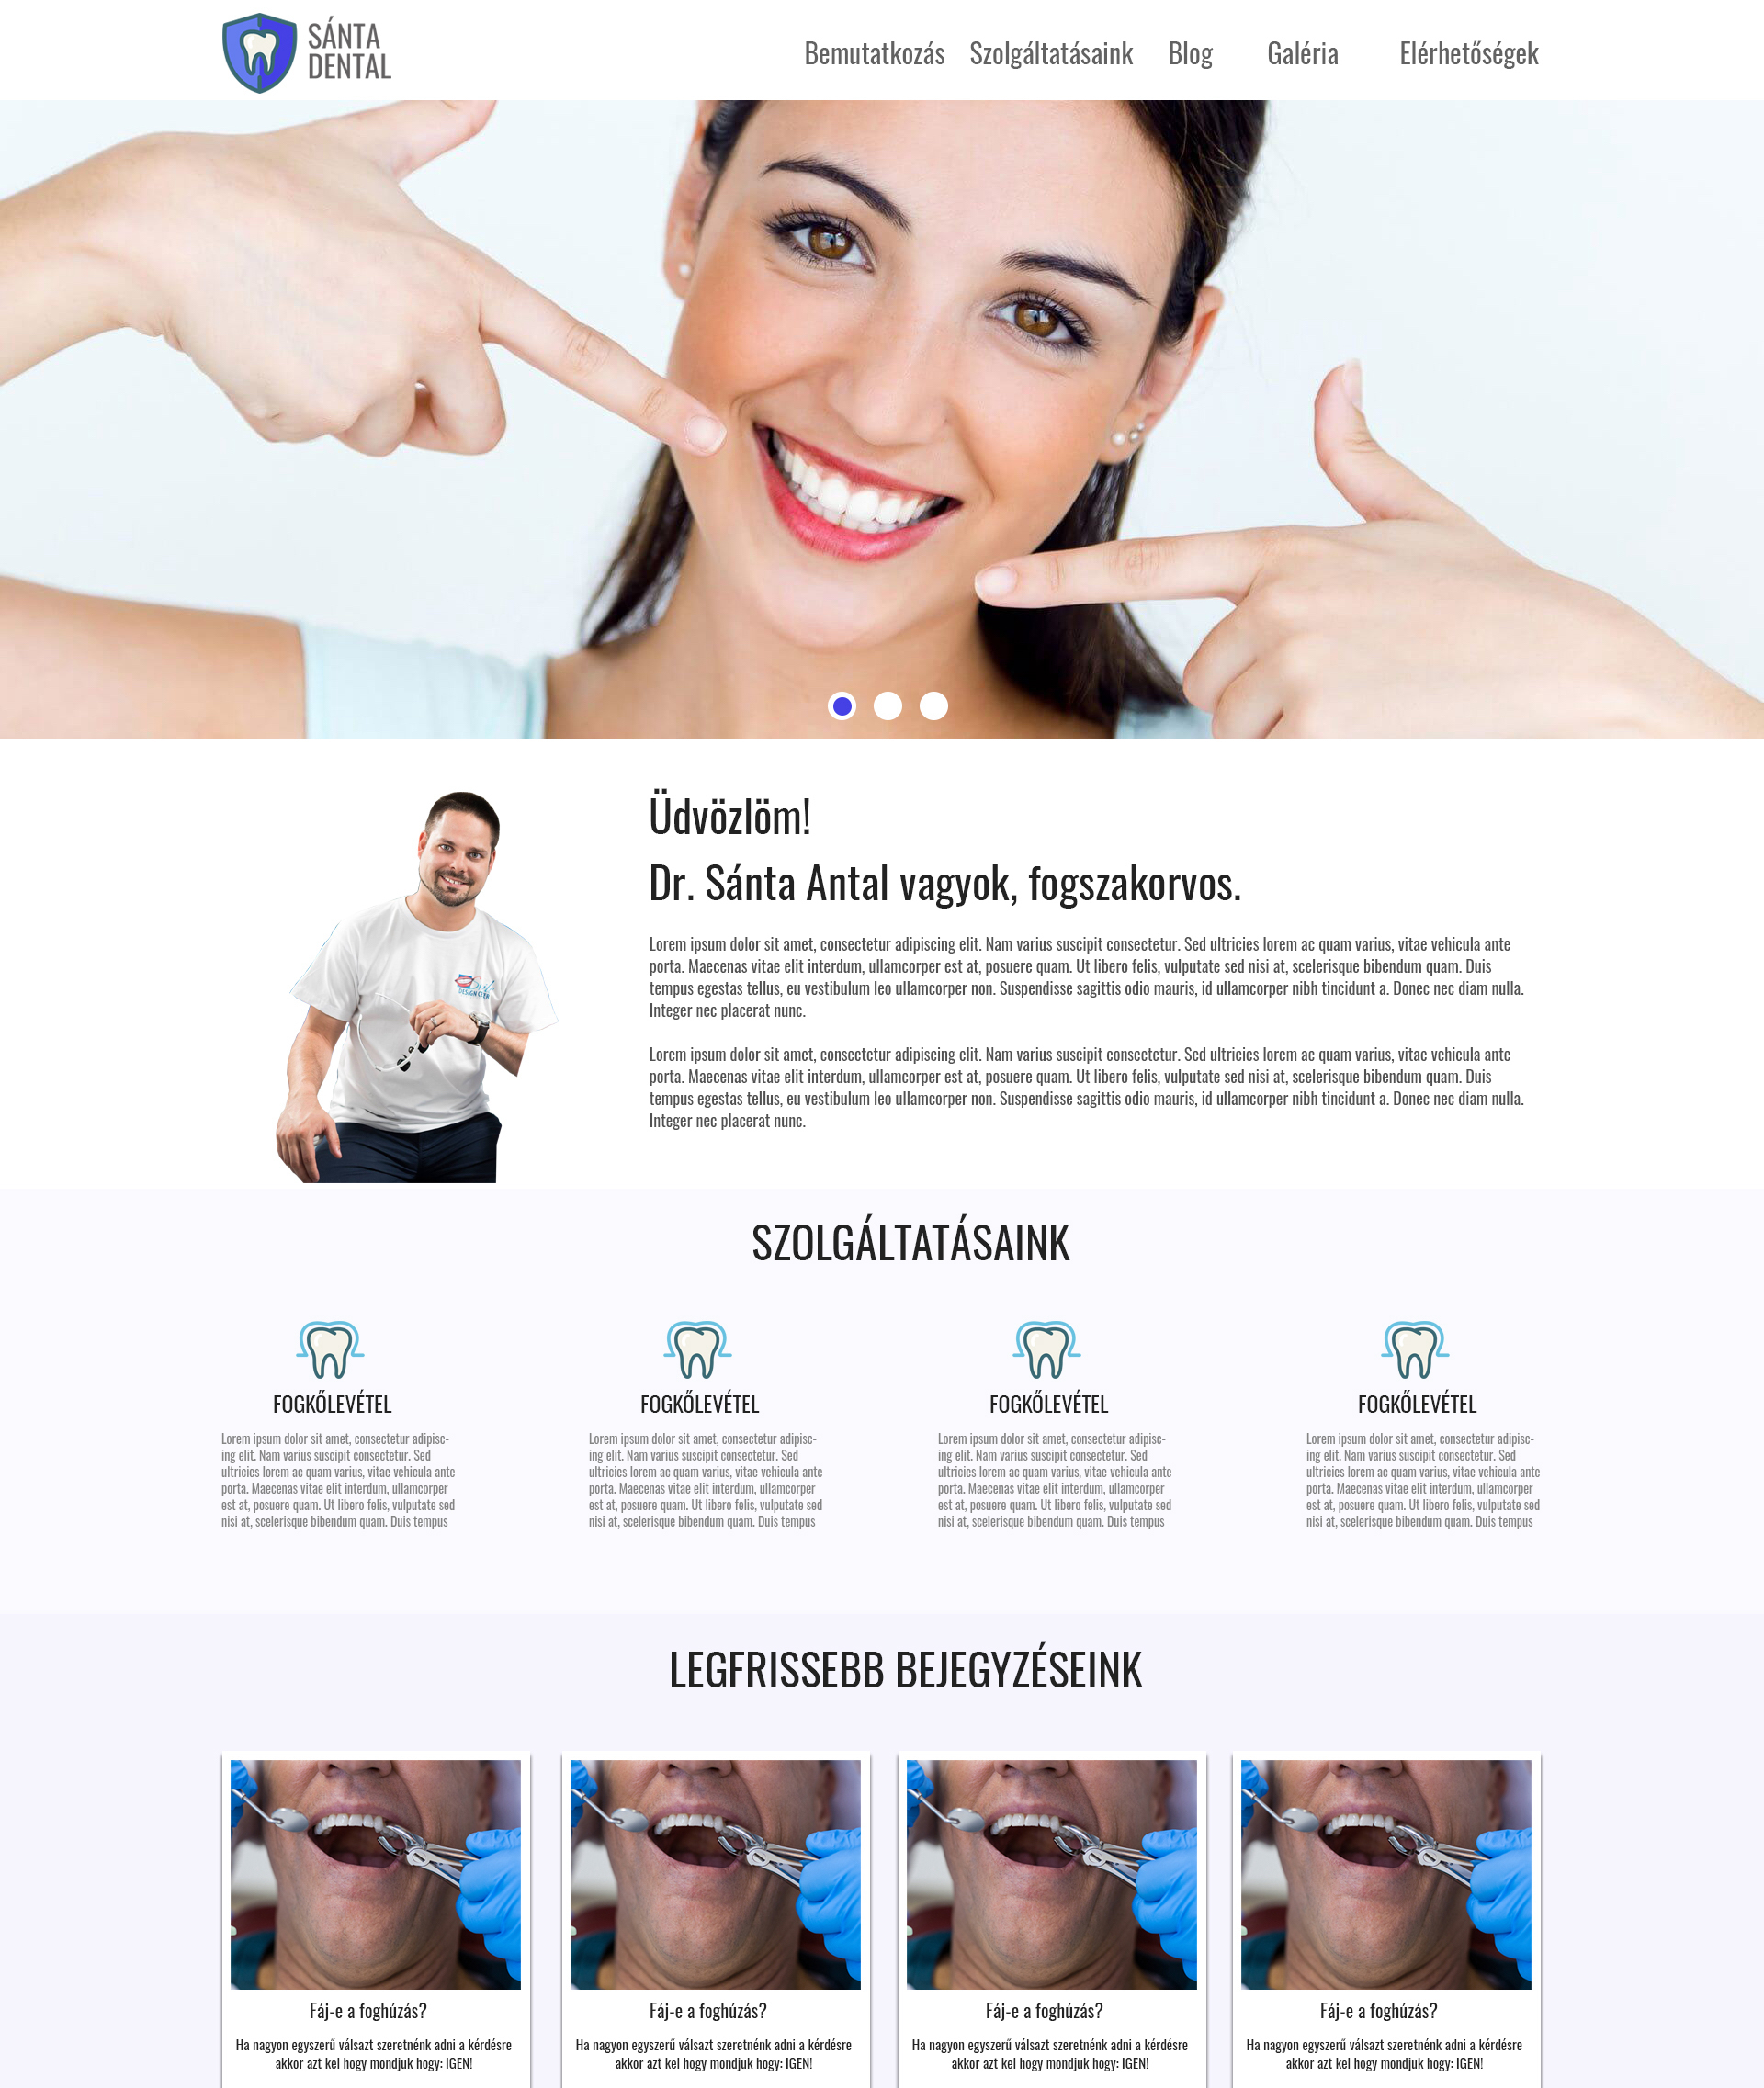 SÁNTA
DENTAL
Bemutatkozás Szolgáltatásaink Blog Galéria Elérhetőségek
Üdvözlöm!
Dr. Sánta Antal vagyok, fogszakorvos.
Lorem ipsum dolor sit amet, consectetur adipiscing elit. Nam varius suscipit consectetur. Sed ultricies lorem ac quam varius, vitae vehicula ante
porta. Maecenas vitae elit interdum, ullamcorper est at, posuere quam. Ut libero felis, vulputate sed nisi at, scelerisque bibendum quam. Duis
tempus egestas tellus, eu vestibulum leo ullamcorper non. Suspendisse sagittis odio mauris, id ullamcorper nibh tincidunt a. Donec nec diam nulla.
Integer nec placerat nunc.
Lorem ipsum dolor sit amet, consectetur adipiscing elit. Nam varius suscipit consectetur. Sed ultricies lorem ac quam varius, vitae vehicula ante
porta. Maecenas vitae elit interdum, ullamcorper est at, posuere quam. Ut libero felis, vulputate sed nisi at, scelerisque bibendum quam. Duis
tempus egestas tellus, eu vestibulum leo ullamcorper non. Suspendisse sagittis odio mauris, id ullamcorper nibh tincidunt a. Donec nec diam nulla.
Integer nec placerat nunc.
SZOLGÁLTATÁSAINK
FOGKŐLEVÉTEL
Lorem ipsum dolor sit amet, consectetur adipisc-
ing elit. Nam varius suscipit consectetur. Sed
ultricies lorem ac quam varius, vitae vehicula ante
porta. Maecenas vitae elit interdum, ullamcorper
est at, posuere quam. Ut libero felis, vulputate sed
nisi at, scelerisque bibendum quam. Duis tempus
FOGKŐLEVÉTEL
Lorem ipsum dolor sit amet, consectetur adipisc-
ing elit. Nam varius suscipit consectetur. Sed
ultricies lorem ac quam varius, vitae vehicula ante
porta. Maecenas vitae elit interdum, ullamcorper
est at, posuere quam. Ut libero felis, vulputate sed
nisi at, scelerisque bibendum quam. Duis tempus
FOGKŐLEVÉTEL
Lorem ipsum dolor sit amet, consectetur adipisc-
ing elit. Nam varius suscipit consectetur. Sed
ultricies lorem ac quam varius, vitae vehicula ante
porta. Maecenas vitae elit interdum, ullamcorper
est at, posuere quam. Ut libero felis, vulputate sed
nisi at, scelerisque bibendum quam. Duis tempus
FOGKŐLEVÉTEL
Lorem ipsum dolor sit amet, consectetur adipisc-
ing elit. Nam varius suscipit consectetur. Sed
ultricies lorem ac quam varius, vitae vehicula ante
porta. Maecenas vitae elit interdum, ullamcorper
est at, posuere quam. Ut libero felis, vulputate sed
nisi at, scelerisque bibendum quam. Duis tempus
LEGFRISSEBB BEJEGYZÉSEINK
Fáj-e a foghúzás?
Ha nagyon egyszerű válsazt szeretnénk adni a kérdésre
akkor azt kel hogy mondjuk hogy: IGEN!
Fáj-e a foghúzás?
Ha nagyon egyszerű válsazt szeretnénk adni a kérdésre
akkor azt kel hogy mondjuk hogy: IGEN!
Fáj-e a foghúzás?
Ha nagyon egyszerű válsazt szeretnénk adni a kérdésre
akkor azt kel hogy mondjuk hogy: IGEN!
Fáj-e a foghúzás?
Ha nagyon egyszerű válsazt szeretnénk adni a kérdésre
akkor azt kel hogy mondjuk hogy: IGEN!